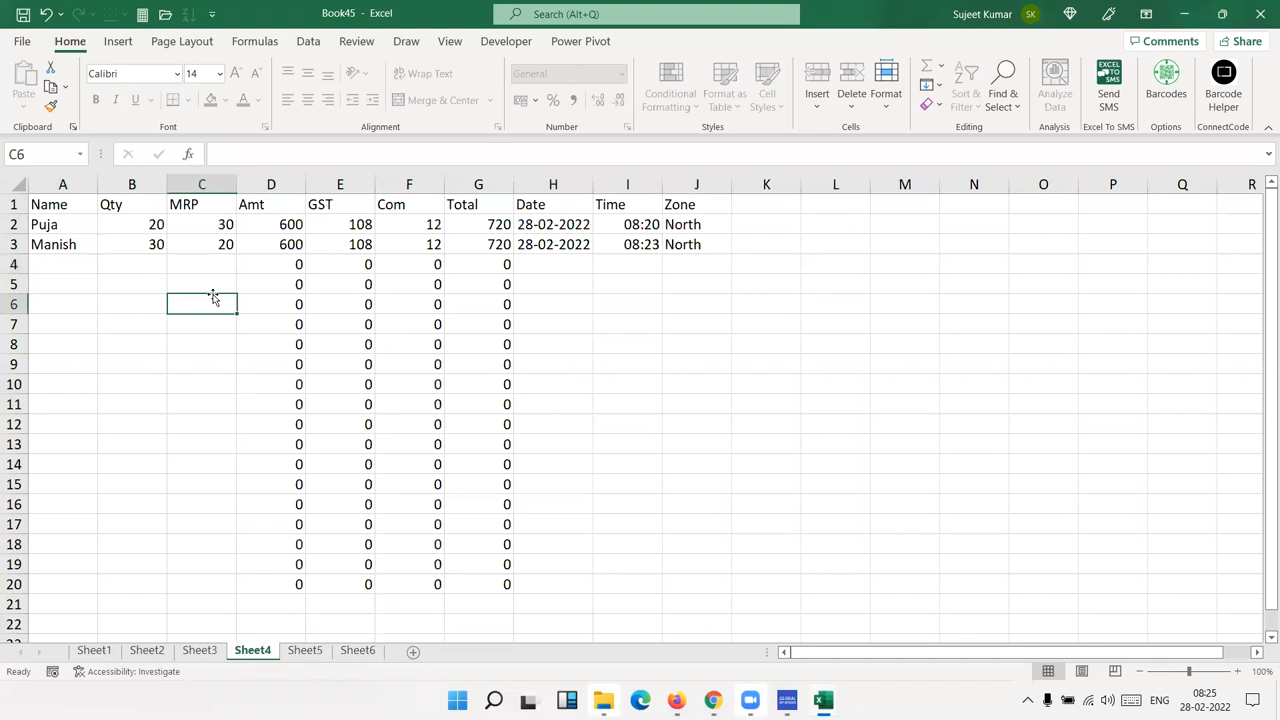 Book45 - Excel
Search (Alt+Q)
Sujeet Kumar
SK
File Home Insert Page Layout Formulas Data Review View Draw Developer Power Pivot
Comments
Share
Paste
Clipboard
Calibri 14
B I U
Font
Wrap Text
Merge & Center
Alignment
General
Number
Conditional Formatting
Format as Table
Cell Styles
Styles
Insert
Delete
Format
Cells
Sort & Filter
Find & Select
Editing
Analyze Data
Analysis
EXCEL TO SMS
Send SMS
Excel To SMS
Barcodes
Options
Barcode Helper
ConnectCode
C6
fx
A B C D E F G H I J K L M N O P Q R
1 Name Qty MRP Amt GST Com Total Date Time Zone
2 Puja 20 30 600 108 12 720 28-02-2022 08:20 North
3 Manish 30 20 600 108 12 720 28-02-2022 08:23 North
4 0 0 0 0
5 0 0 0 0
6 0 0 0 0
7 0 0 0 0
8 0 0 0 0
9 0 0 0 0
10 0 0 0 0
11 0 0 0 0
12 0 0 0 0
13 0 0 0 0
14 0 0 0 0
15 0 0 0 0
16 0 0 0 0
17 0 0 0 0
18 0 0 0 0
19 0 0 0 0
20 0 0 0 0
21
22
Sheet1 Sheet2 Sheet3 Sheet4 Sheet5 Sheet6
Ready
Accessibility: Investigate
100%
ENG
08:25
28-02-2022